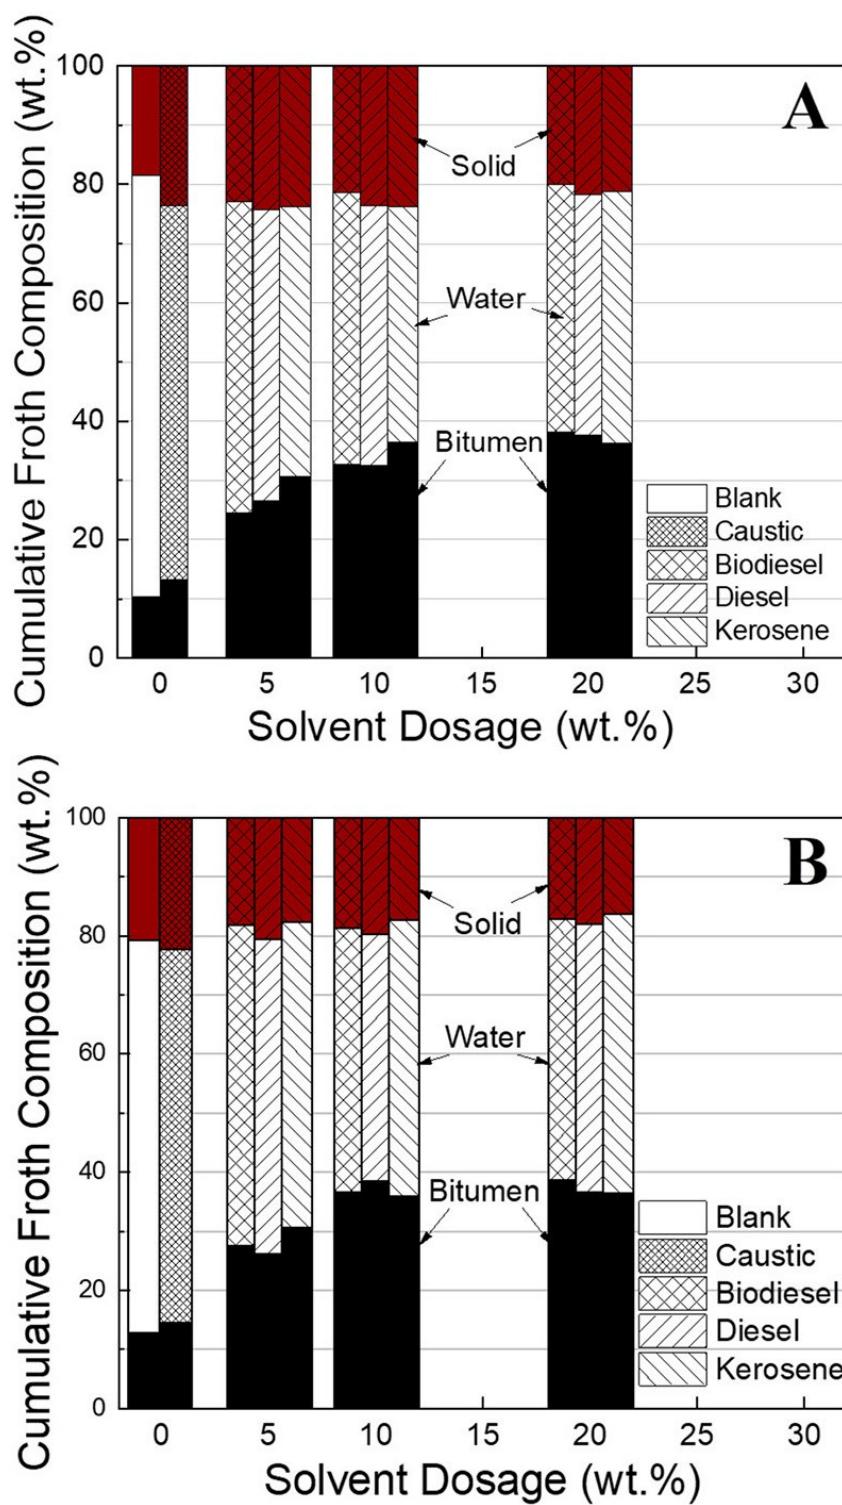 Cumulative Froth Composition (wt.%)
100
80
60
40
20
0
A
Solid
Water
Bitumen
Blank
Caustic
Biodiesel
Diesel
Kerosene
0 5 10 15 20 25 30
Solvent Dosage (wt.%)
Cumulative Froth Composition (wt.%)
100
80
60
40
20
0
B
Solid
Water
Bitumen
Blank
Caustic
Biodiesel
Diesel
Kerosene
0 5 10 15 20 25 30
Solvent Dosage (wt.%)